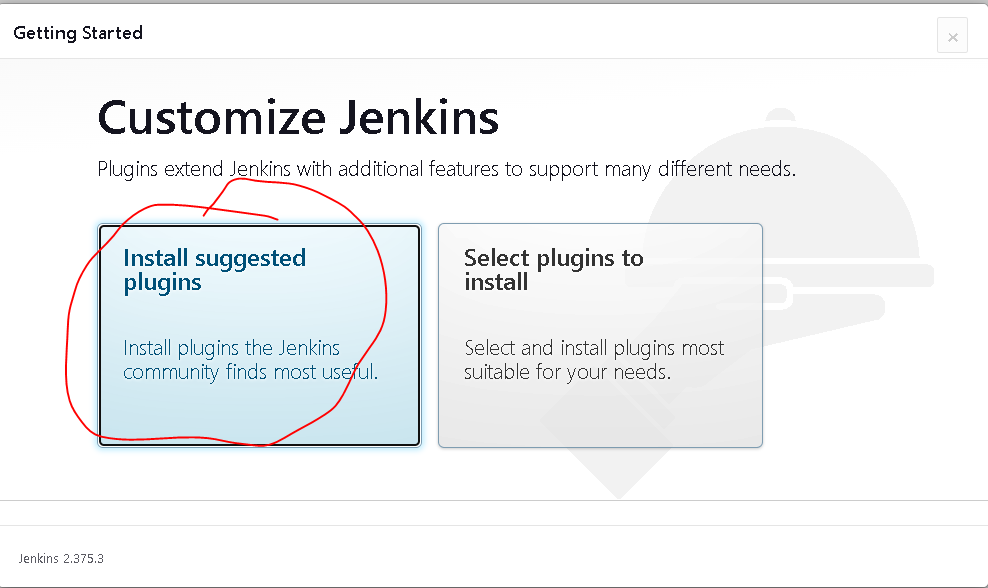 Getting Started
×
Customize Jenkins
Plugins extend Jenkins with additional features to support many different needs.
Install suggested
plugins
Install plugins the Jenkins
community finds most useful.
Select plugins to
install
Select and install plugins most
suitable for your needs.
Jenkins 2.375.3